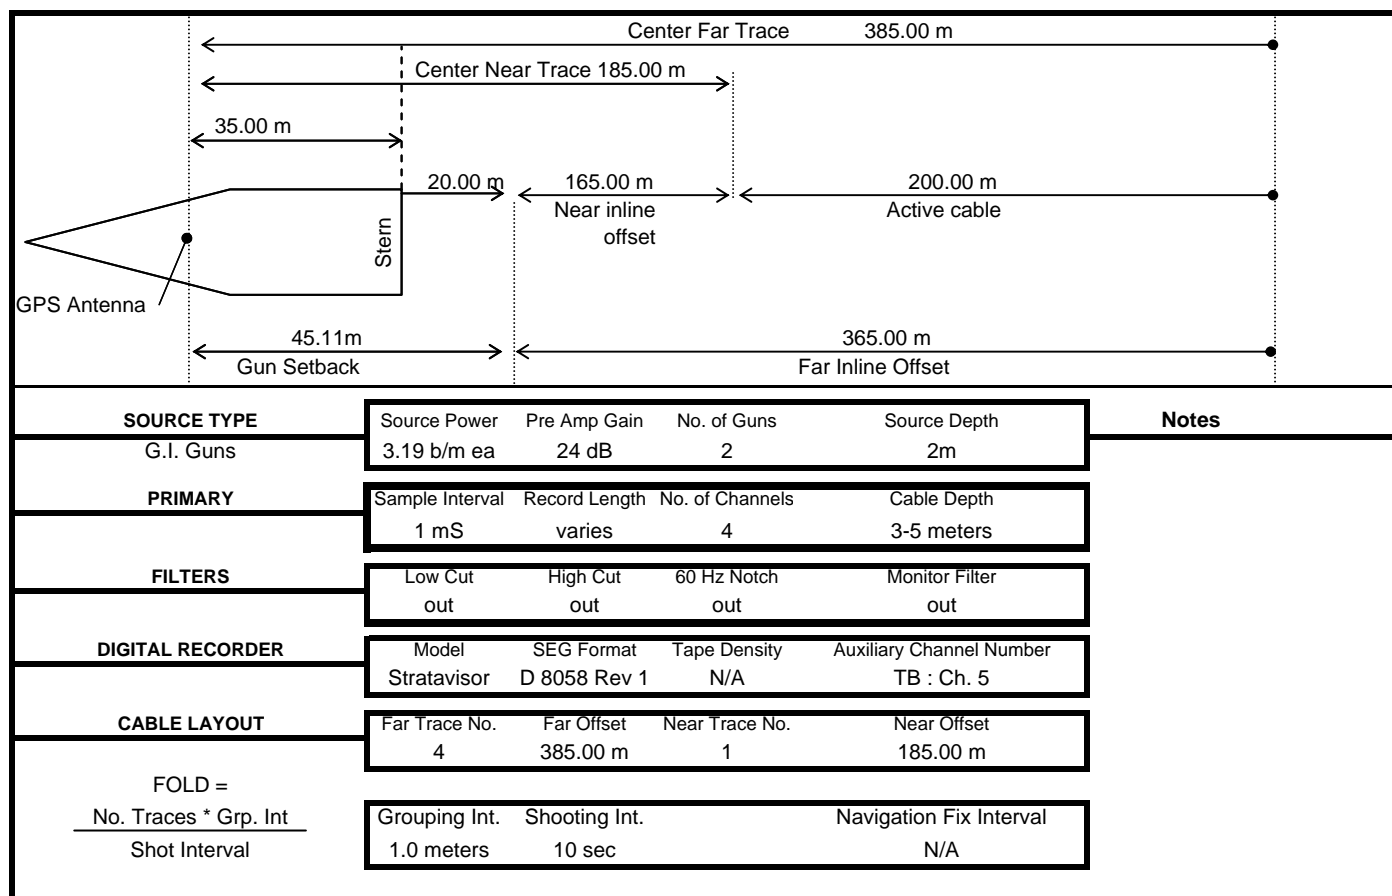 Center Far Trace 385.00 m
Center Near Trace 185.00 m
35.00 m
20.00 m 165.00 m 200.00 m
Near inline Active cable
offset
Stern
GPS Antenna
45.11m 365.00 m
Gun Setback Far Inline Offset
SOURCE TYPE Source Power Pre Amp Gain No. of Guns Source Depth Notes
G.I. Guns 3.19 b/m ea 24 dB 2 2m
PRIMARY Sample Interval Record Length No. of Channels Cable Depth
1 mS varies 4 3-5 meters
FILTERS Low Cut High Cut 60 Hz Notch Monitor Filter
out out out out
DIGITAL RECORDER Model SEG Format Tape Density Auxiliary Channel Number
Stratavisor D 8058 Rev 1 N/A TB : Ch. 5
CABLE LAYOUT Far Trace No. Far Offset Near Trace No. Near Offset
4 385.00 m 1 185.00 m
FOLD =
No. Traces * Grp. Int Grouping Int. Shooting Int. Navigation Fix Interval
Shot Interval 1.0 meters 10 sec N/A